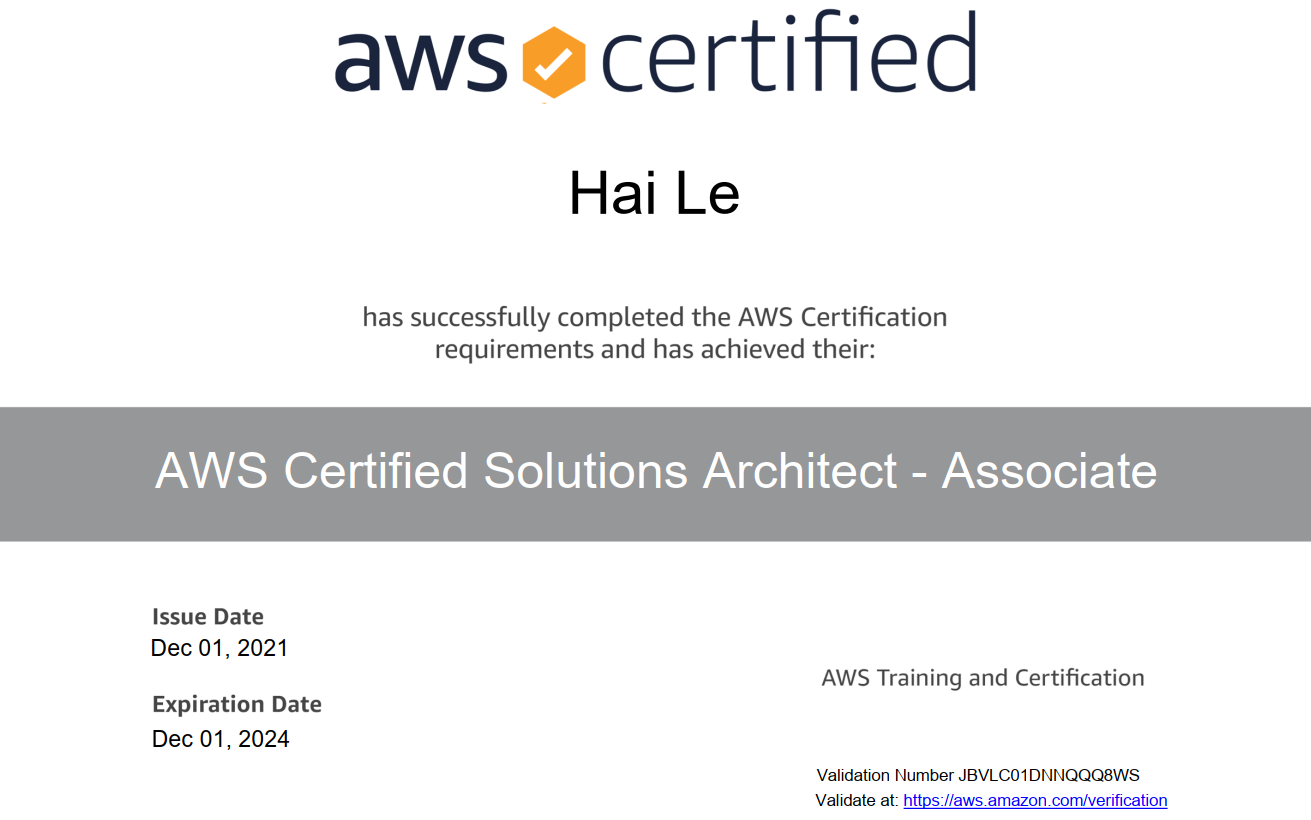 aws certified
Hai Le
has successfully completed the AWS Certification
requirements and has achieved their:
AWS Certified Solutions Architect - Associate
Issue Date
Dec 01, 2021
Expiration Date
Dec 01, 2024
AWS Training and Certification
Validation Number JBVLC01DNNQQQ8WS
Validate at: https://aws.amazon.com/verification